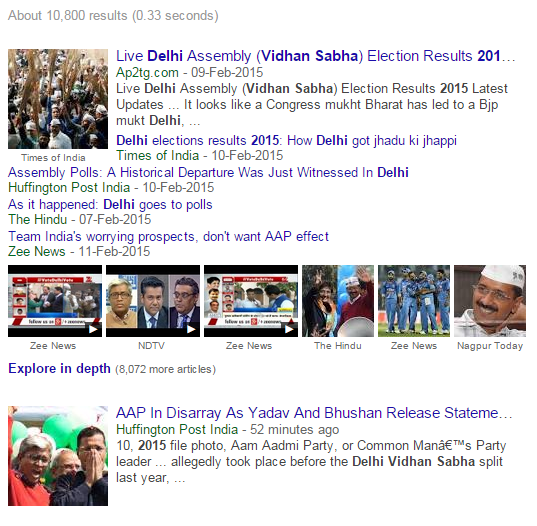 About 10,800 results (0.33 seconds)
Live Delhi Assembly (Vidhan Sabha) Election Results 201...
Ap2tg.com - 09-Feb-2015
Live Delhi Assembly (Vidhan Sabha) Election Results 2015 Latest
Updates ... It looks like a Congress mukht Bharat has led to a Bjp
mukt Delhi, ...
Times of India
Delhi elections results 2015: How Delhi got jhadu ki jhappi
Times of India - 10-Feb-2015
Assembly Polls: A Historical Departure Was Just Witnessed In Delhi
Huffington Post India - 10-Feb-2015
As it happened: Delhi goes to polls
The Hindu - 07-Feb-2015
Team India's worrying prospects, don't want AAP effect
Zee News - 11-Feb-2015
Zee News NDTV Zee News The Hindu Zee News Nagpur Today
Explore in depth (8,072 more articles)
AAP In Disarray As Yadav And Bhushan Release Stateme...
Huffington Post India - 52 minutes ago
10, 2015 file photo, Aam Aadmi Party, or Common Manâ€™s Party
leader ... allegedly took place before the Delhi Vidhan Sabha split
last year, ...